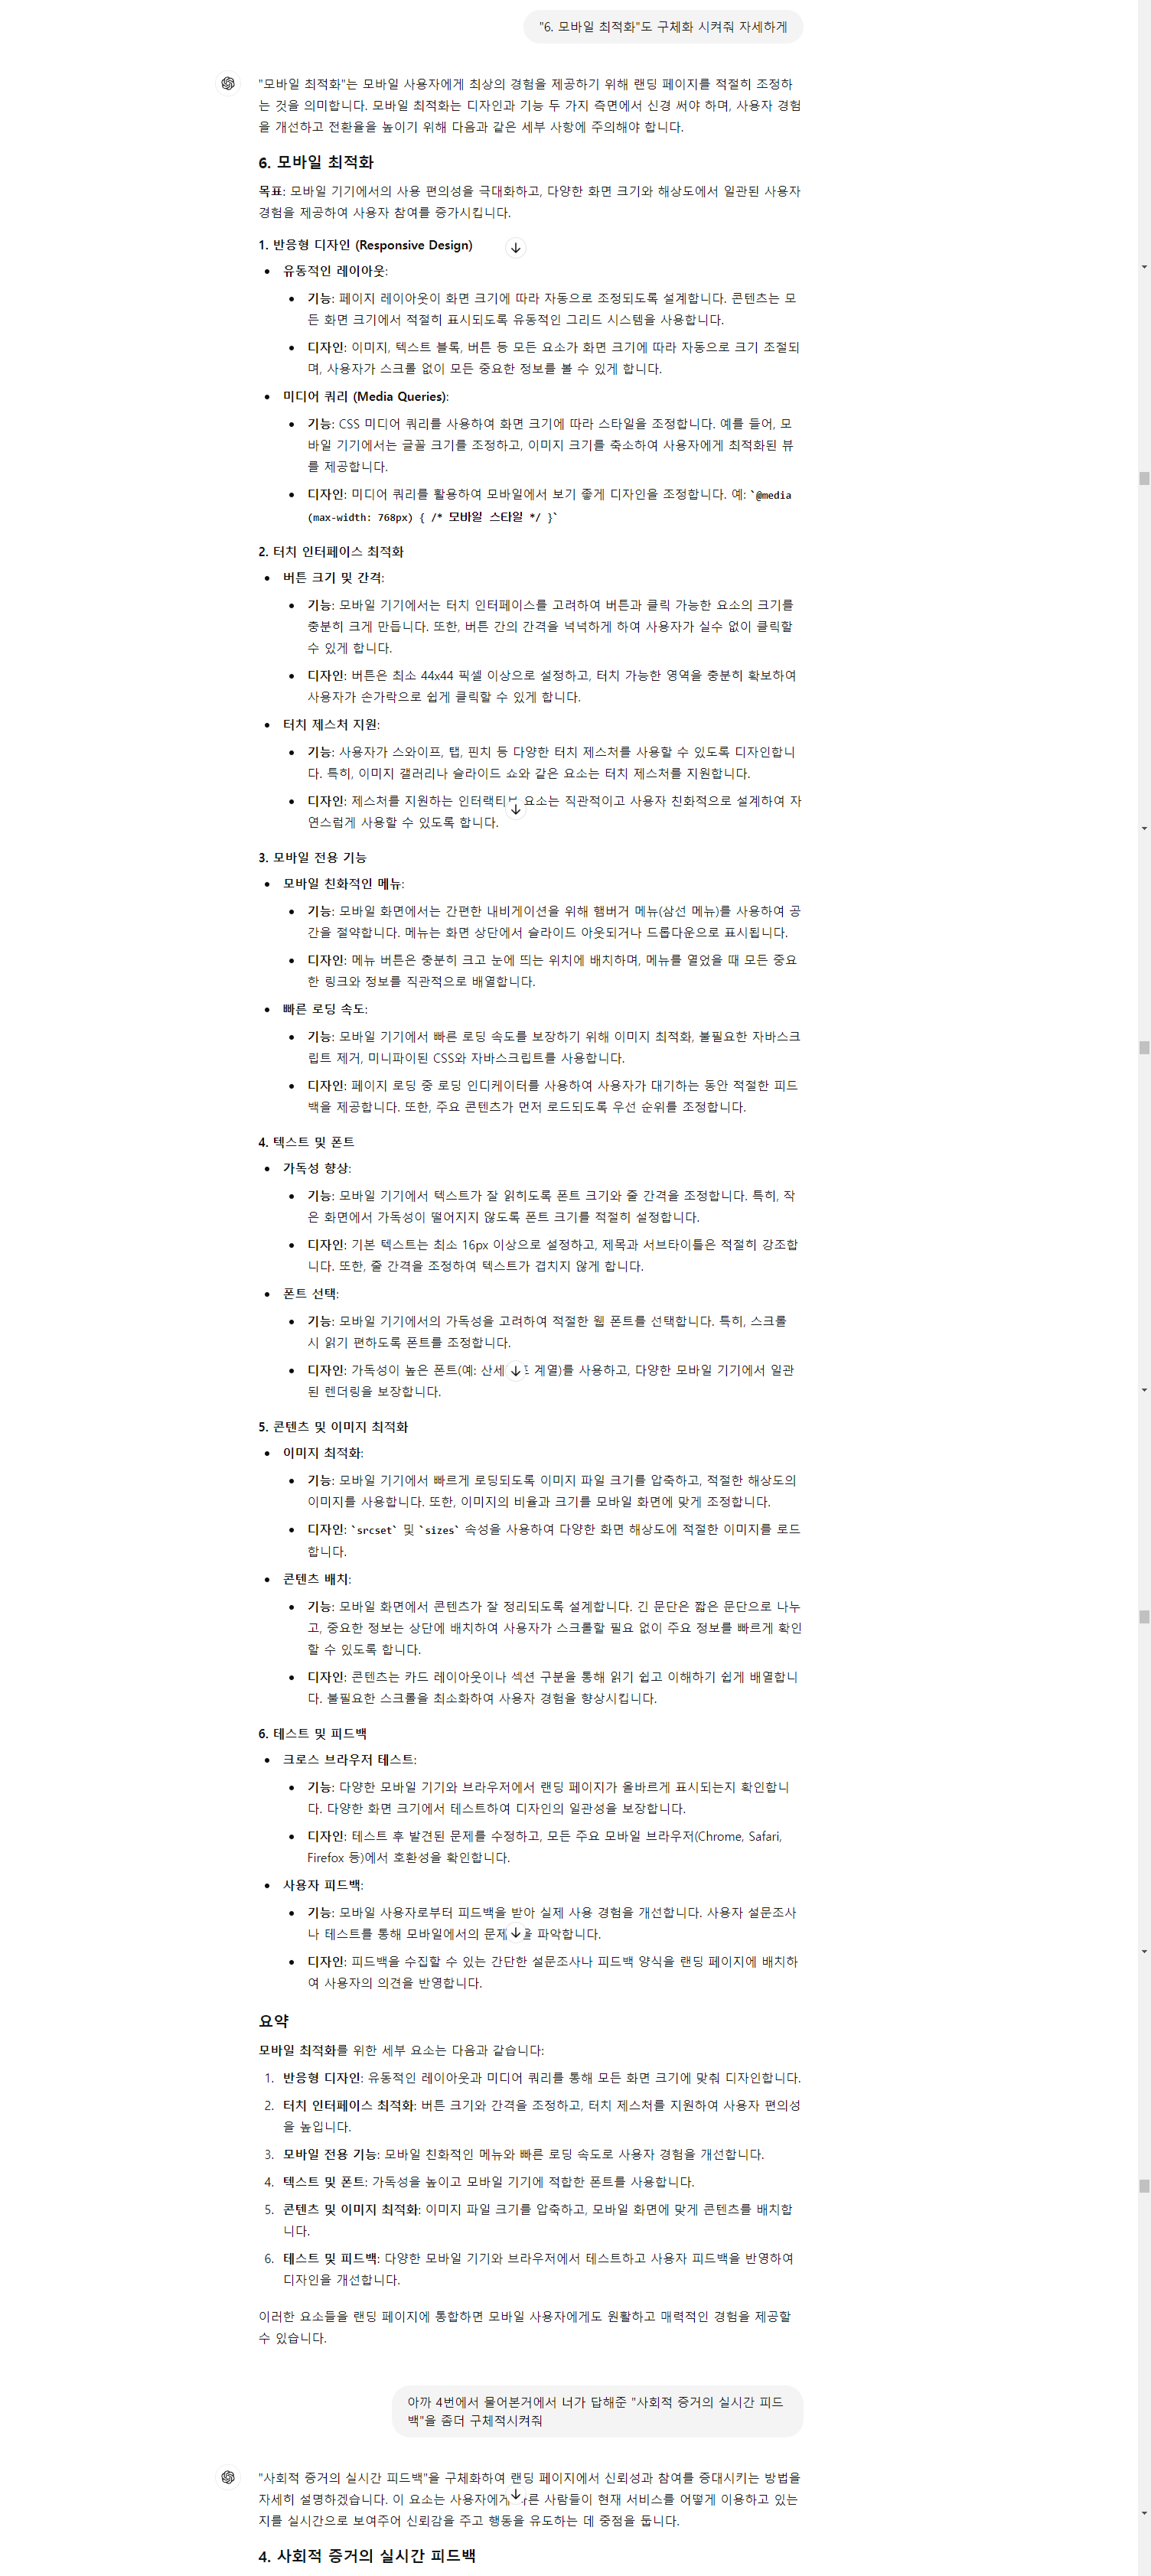 "6. 모바일 최적화"도 구체화 시켜줘 자세하게
"모바일 최적화"는 모바일 사용자에게 최상의 경험을 제공하기 위해 랜딩 페이지를 적절히 조정하
는 것을 의미합니다. 모바일 최적화는 디자인과 기능 두 가지 측면에서 신경 써야 하며, 사용자 경험
을 개선하고 전환율을 높이기 위해 다음과 같은 세부 사항에 주의해야 합니다.
6. 모바일 최적화
목표: 모바일 기기에서의 사용 편의성을 극대화하고, 다양한 화면 크기와 해상도에서 일관된 사용자
경험을 제공하여 사용자 참여를 증가시킵니다.
1. 반응형 디자인 (Responsive Design)
• 유동적인 레이아웃:
• 기능: 페이지 레이아웃이 화면 크기에 따라 자동으로 조정되도록 설계합니다. 콘텐츠는 모
든 화면 크기에서 적절히 표시되도록 유동적인 그리드 시스템을 사용합니다.
• 디자인: 이미지, 텍스트 블록, 버튼 등 모든 요소가 화면 크기에 따라 자동으로 크기 조절되
며, 사용자가 스크롤 없이 모든 중요한 정보를 볼 수 있게 합니다.
• 미디어 쿼리 (Media Queries):
• 기능: CSS 미디어 쿼리를 사용하여 화면 크기에 따라 스타일을 조정합니다. 예를 들어, 모
바일 기기에서는 글꼴 크기를 조정하고, 이미지 크기를 축소하여 사용자에게 최적화된 뷰
를 제공합니다.
• 디자인: 미디어 쿼리를 활용하여 모바일에서 보기 좋게 디자인을 조정합니다. 예: `@media
(max-width: 768px) { /* 모바일 스타일 */ }`
2. 터치 인터페이스 최적화
• 버튼 크기 및 간격:
• 기능: 모바일 기기에서는 터치 인터페이스를 고려하여 버튼과 클릭 가능한 요소의 크기를
충분히 크게 만듭니다. 또한, 버튼 간의 간격을 넉넉하게 하여 사용자가 실수 없이 클릭할
수 있게 합니다.
• 디자인: 버튼은 최소 44x44 픽셀 이상으로 설정하고, 터치 가능한 영역을 충분히 확보하여
사용자가 손가락으로 쉽게 클릭할 수 있게 합니다.
• 터치 제스처 지원:
• 기능: 사용자가 스와이프, 탭, 핀치 등 다양한 터치 제스처를 사용할 수 있도록 디자인합니
다. 특히, 이미지 갤러리나 슬라이드 쇼와 같은 요소는 터치 제스처를 지원합니다.
• 디자인: 제스처를 지원하는 인터랙티브 요소는 직관적이고 사용자 친화적으로 설계하여 자
연스럽게 사용할 수 있도록 합니다.
3. 모바일 전용 기능
• 모바일 친화적인 메뉴:
• 기능: 모바일 화면에서는 간편한 내비게이션을 위해 햄버거 메뉴(삼선 메뉴)를 사용하여 공
간을 절약합니다. 메뉴는 화면 상단에서 슬라이드 아웃되거나 드롭다운으로 표시됩니다.
• 디자인: 메뉴 버튼은 충분히 크고 눈에 띄는 위치에 배치하며, 메뉴를 열었을 때 모든 중요
한 링크와 정보를 직관적으로 배열합니다.
• 빠른 로딩 속도:
• 기능: 모바일 기기에서 빠른 로딩 속도를 보장하기 위해 이미지 최적화, 불필요한 자바스크
립트 제거, 미니파이된 CSS와 자바스크립트를 사용합니다.
• 디자인: 페이지 로딩 중 로딩 인디케이터를 사용하여 사용자가 대기하는 동안 적절한 피드
백을 제공합니다. 또한, 주요 콘텐츠가 먼저 로드되도록 우선 순위를 조정합니다.
4. 텍스트 및 폰트
• 가독성 향상:
• 기능: 모바일 기기에서 텍스트가 잘 읽히도록 폰트 크기와 줄 간격을 조정합니다. 특히, 작
은 화면에서 가독성이 떨어지지 않도록 폰트 크기를 적절히 설정합니다.
• 디자인: 기본 텍스트는 최소 16px 이상으로 설정하고, 제목과 서브타이틀은 적절히 강조합
니다. 또한, 줄 간격을 조정하여 텍스트가 겹치지 않게 합니다.
• 폰트 선택:
• 기능: 모바일 기기에서의 가독성을 고려하여 적절한 웹 폰트를 선택합니다. 특히, 스크롤
시 읽기 편하도록 폰트를 조정합니다.
• 디자인: 가독성이 높은 폰트(예: 계열)를 사용하고, 다양한 모바일 기기에서 일관
된 렌더링을 보장합니다.
5. 콘텐츠 및 이미지 최적화
• 이미지 최적화:
• 기능: 모바일 기기에서 빠르게 로딩되도록 이미지 파일 크기를 압축하고, 적절한 해상도의
이미지를 사용합니다. 또한, 이미지의 비율과 크기를 모바일 화면에 맞게 조정합니다.
• 디자인: `srcset` 및 `sizes` 속성을 사용하여 다양한 화면 해상도에 적절한 이미지를 로드
합니다.
• 콘텐츠 배치:
• 기능: 모바일 화면에서 콘텐츠가 잘 정리되도록 설계합니다. 긴 문단은 짧은 문단으로 나누
고, 중요한 정보는 상단에 배치하여 사용자가 스크롤할 필요 없이 주요 정보를 빠르게 확인
할 수 있도록 합니다.
• 디자인: 콘텐츠는 카드 레이아웃이나 섹션 구분을 통해 읽기 쉽고 이해하기 쉽게 배열합니
다. 불필요한 스크롤을 최소화하여 사용자 경험을 향상시킵니다.
6. 테스트 및 피드백
• 크로스 브라우저 테스트:
• 기능: 다양한 모바일 기기와 브라우저에서 랜딩 페이지가 올바르게 표시되는지 확인합니
다. 다양한 화면 크기에서 테스트하여 디자인의 일관성을 보장합니다.
• 디자인: 테스트 후 발견된 문제를 수정하고, 모든 주요 모바일 브라우저(Chrome, Safari,
Firefox 등)에서 호환성을 확인합니다.
• 사용자 피드백:
• 기능: 모바일 사용자로부터 피드백을 받아 실제 사용 경험을 개선합니다. 사용자 설문조사
나 테스트를 통해 모바일에서의 파악합니다.
• 디자인: 피드백을 수집할 수 있는 간단한 설문조사나 피드백 양식을 랜딩 페이지에 배치하
여 사용자의 의견을 반영합니다.
요약
모바일 최적화를 위한 세부 요소는 다음과 같습니다:
1. 반응형 디자인: 유동적인 레이아웃과 미디어 쿼리를 통해 모든 화면 크기에 맞춰 디자인합니다.
2. 터치 인터페이스 최적화: 버튼 크기와 간격을 조정하고, 터치 제스처를 지원하여 사용자 편의성
을 높입니다.
3. 모바일 전용 기능: 모바일 친화적인 메뉴와 빠른 로딩 속도로 사용자 경험을 개선합니다.
4. 텍스트 및 폰트: 가독성을 높이고 모바일 기기에 적합한 폰트를 사용합니다.
5. 콘텐츠 및 이미지 최적화: 이미지 파일 크기를 압축하고, 모바일 화면에 맞게 콘텐츠를 배치합
니다.
6. 테스트 및 피드백: 다양한 모바일 기기와 브라우저에서 테스트하고 사용자 피드백을 반영하여
디자인을 개선합니다.
이러한 요소들을 랜딩 페이지에 통합하면 모바일 사용자에게도 원활하고 매력적인 경험을 제공할
수 있습니다.
아까 4번에서 물어본거에서 너가 답해준 "사회적 증거의 실시간 피드
백"을 좀더 구체적시켜줘
"사회적 증거의 실시간 피드백"을 구체화하여 랜딩 페이지에서 신뢰성과 참여를 증대시키는 방법을
자세히 설명하겠습니다. 이 요소는 사람들이 현재 서비스를 어떻게 이용하고 있는
지를 실시간으로 보여주어 신뢰감을 주고 행동을 유도하는 데 중점을 둡니다.
4. 사회적 증거의 실시간 피드백